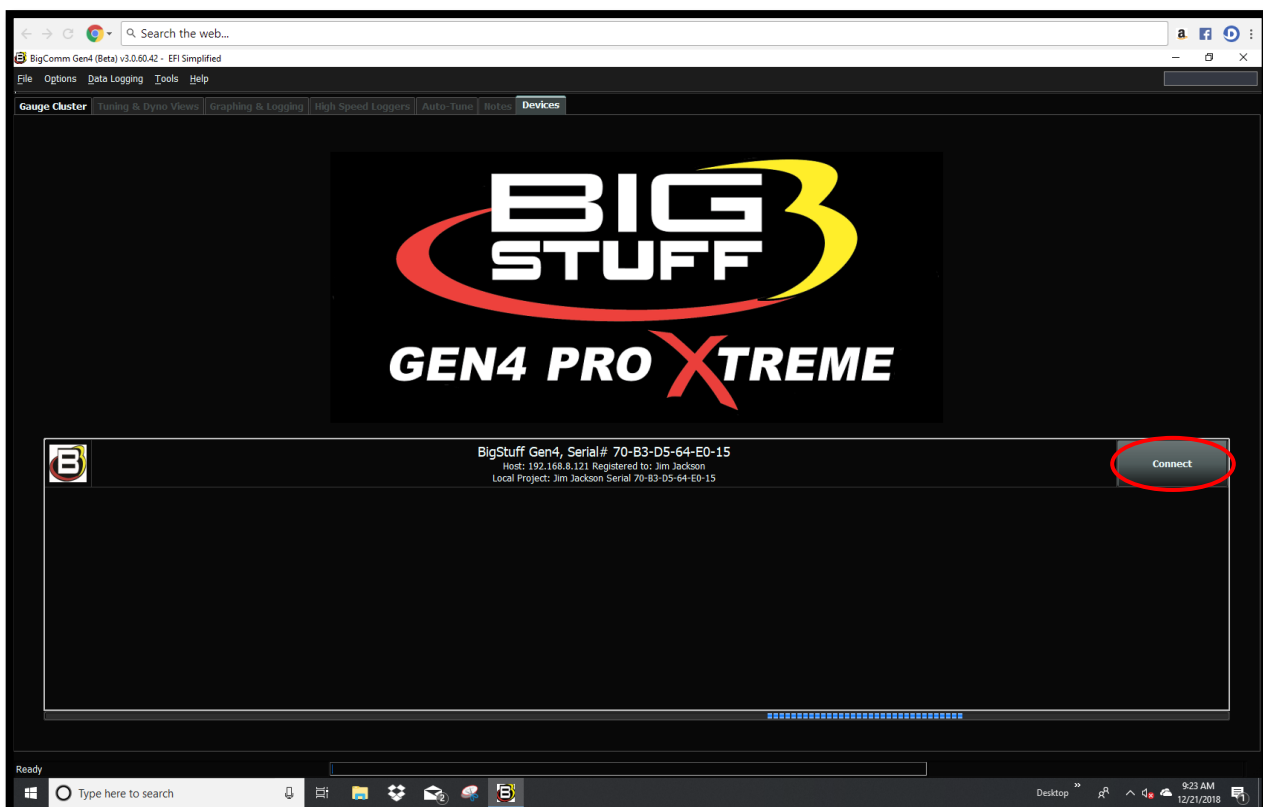 Search the web...
BigComm Gen4 (Beta) v3.0.60.42 - EFI Simplified
File Options Data Logging Tools Help
Gauge Cluster Tuning & Dyno Views Graphing & Logging High Speed Loggers Auto-Tune Notes Devices
BIG 3
STUFF
GEN4 PRO XTREME
BigStuff Gen4, Serial# 70-B3-D5-64-E0-15
Host: 192.168.8.121 Registered to: Jim Jackson
Local Project: Jim Jackson Serial 70-B3-D5-64-E0-15
Connect
Ready
Type here to search
Desktop
9:23 AM
12/21/2018